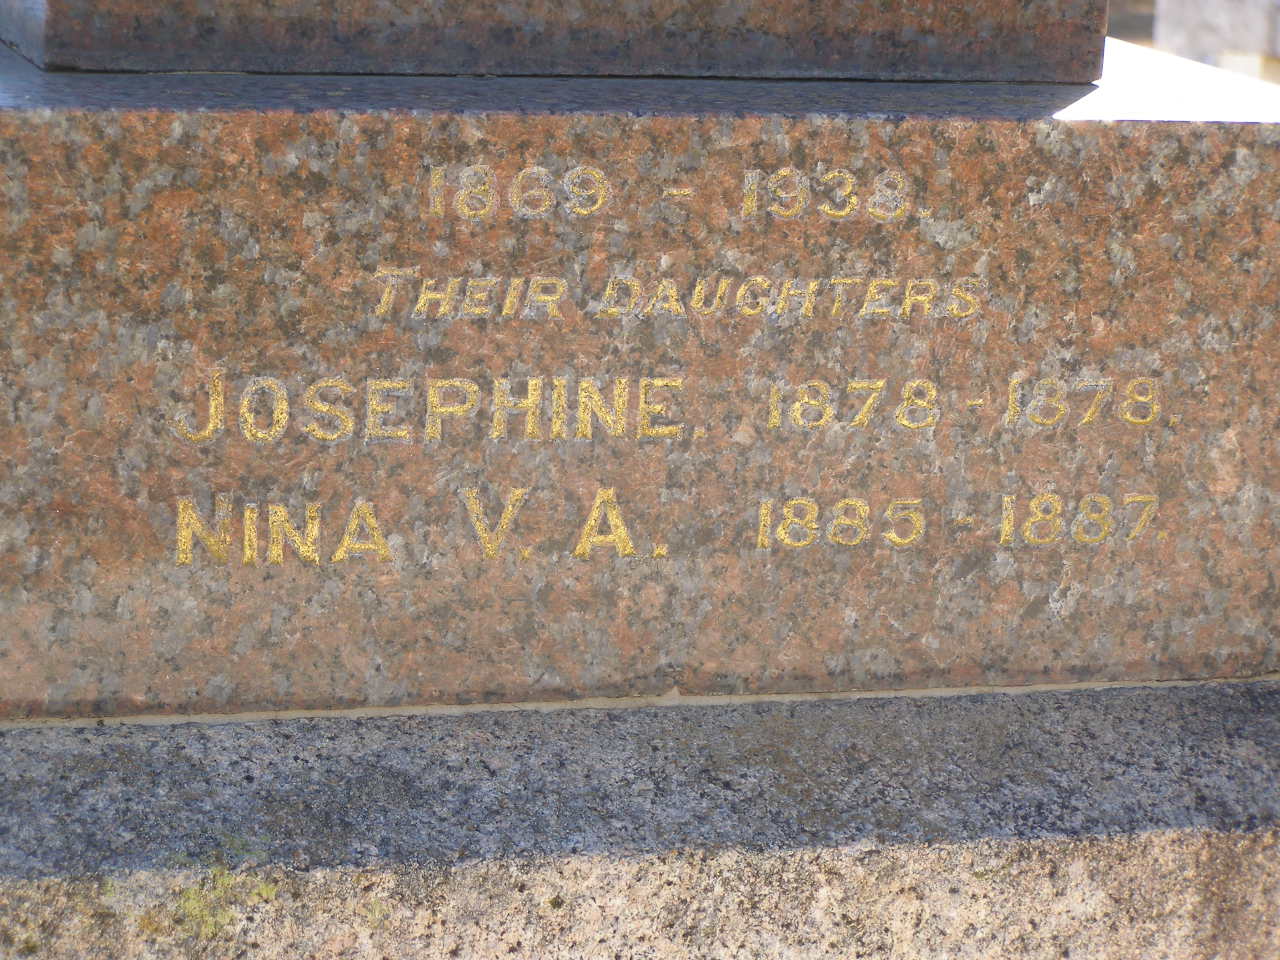 1869 - 1938
THEIR DAUGHTERS
JOSEPHINE 1878 - 1878.
NINA V. A. 1885 - 1887.